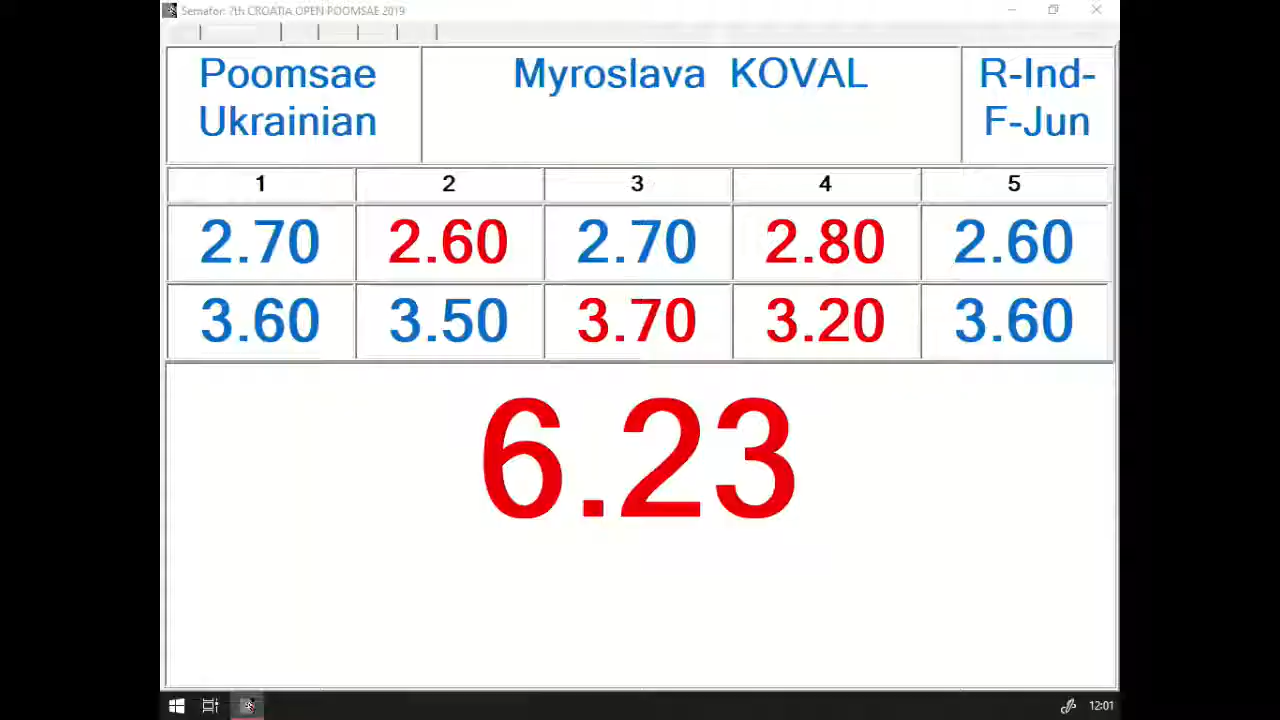 Semafor: 7th CROATIA OPEN POOMSAE 2019
Poomsae
Ukrainian
Myroslava KOVAL
R-Ind-
F-Jun
1 2 3 4 5
2.70 2.60 2.70 2.80 2.60
3.60 3.50 3.70 3.20 3.60
6.23
12:01